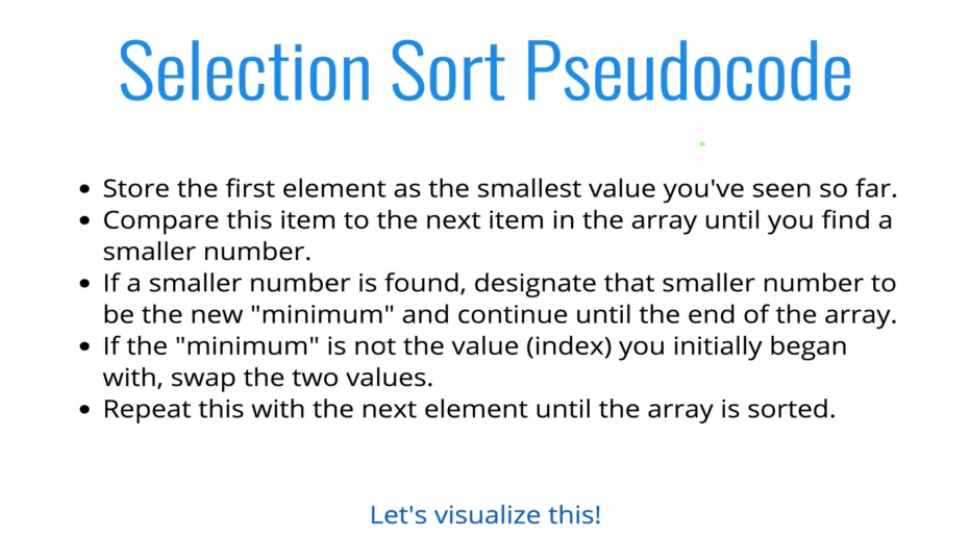 Selection Sort Pseudocode
• Store the first element as the smallest value you've seen so far.
• Compare this item to the next item in the array until you find a
smaller number.
• If a smaller number is found, designate that smaller number to
be the new "minimum" and continue until the end of the array.
• If the "minimum" is not the value (index) you initially began
with, swap the two values.
• Repeat this with the next element until the array is sorted.
Let's visualize this!